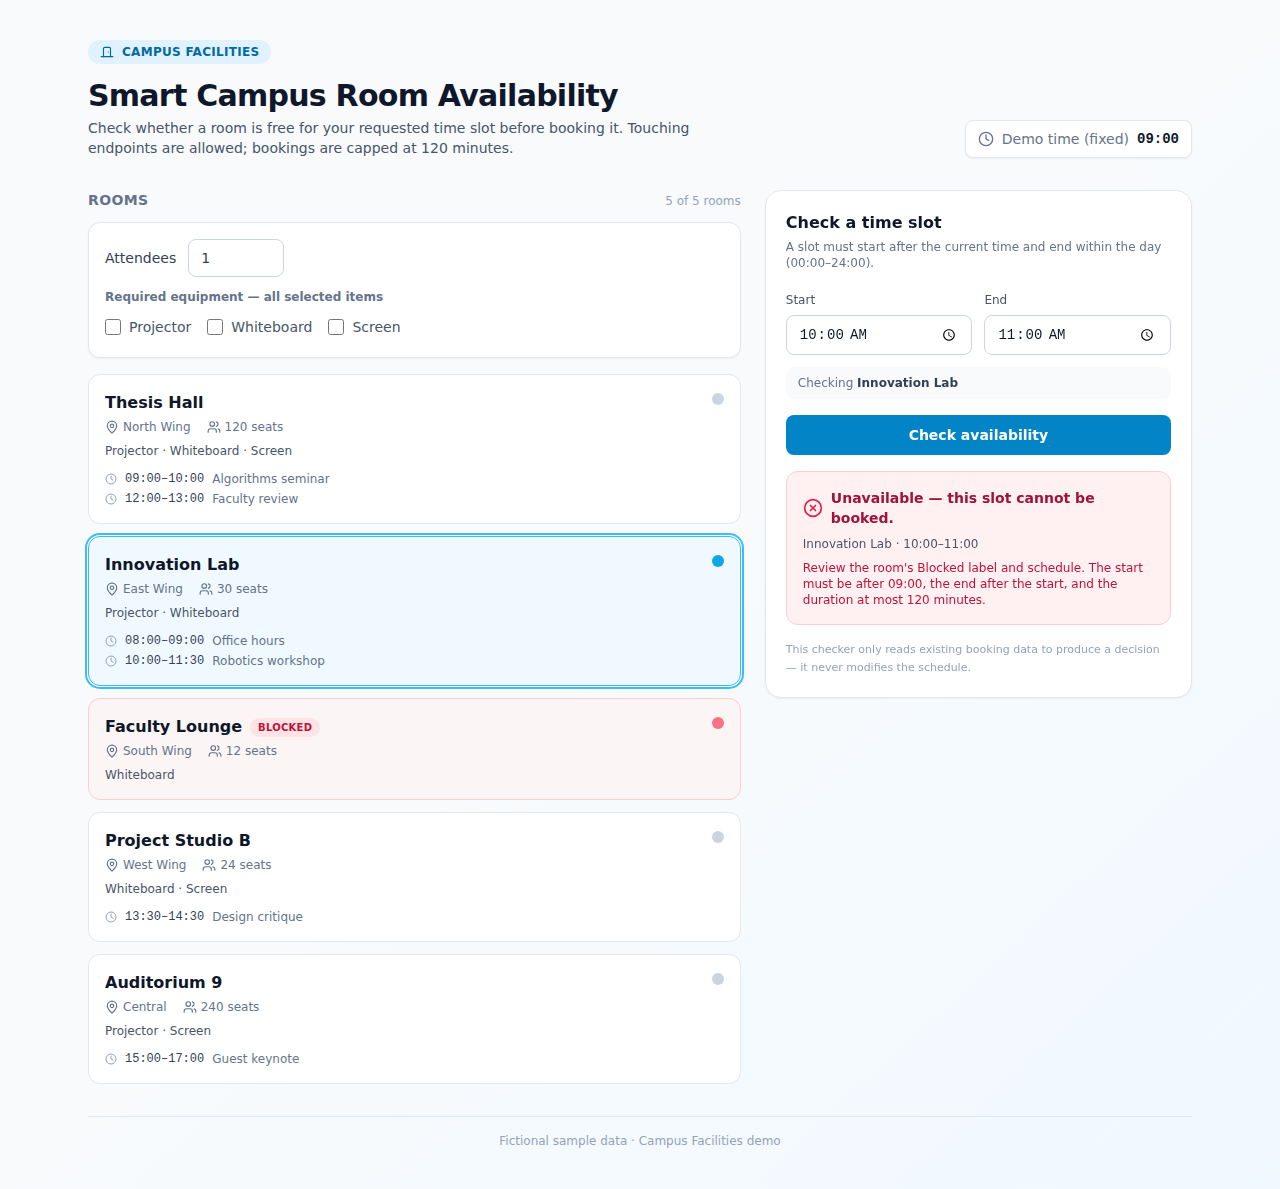 CAMPUS FACILITIES
Smart Campus Room Availability
Check whether a room is free for your requested time slot before booking it. Touching
endpoints are allowed; bookings are capped at 120 minutes.
Demo time (fixed) 09:00
ROOMS
5 of 5 rooms
Attendees 1
Required equipment — all selected items
Projector Whiteboard Screen
Thesis Hall
North Wing 120 seats
Projector · Whiteboard · Screen
09:00–10:00 Algorithms seminar
12:00–13:00 Faculty review
Innovation Lab
East Wing 30 seats
Projector · Whiteboard
08:00–09:00 Office hours
10:00–11:30 Robotics workshop
Faculty Lounge BLOCKED
South Wing 12 seats
Whiteboard
Project Studio B
West Wing 24 seats
Whiteboard · Screen
13:30–14:30 Design critique
Auditorium 9
Central 240 seats
Projector · Screen
15:00–17:00 Guest keynote
Check a time slot
A slot must start after the current time and end within the day
(00:00–24:00).
Start End
10:00 AM 11:00 AM
Checking Innovation Lab
Check availability
Unavailable — this slot cannot be
booked.
Innovation Lab · 10:00–11:00
Review the room's Blocked label and schedule. The start
must be after 09:00, the end after the start, and the
duration at most 120 minutes.
This checker only reads existing booking data to produce a decision
— it never modifies the schedule.
Fictional sample data · Campus Facilities demo